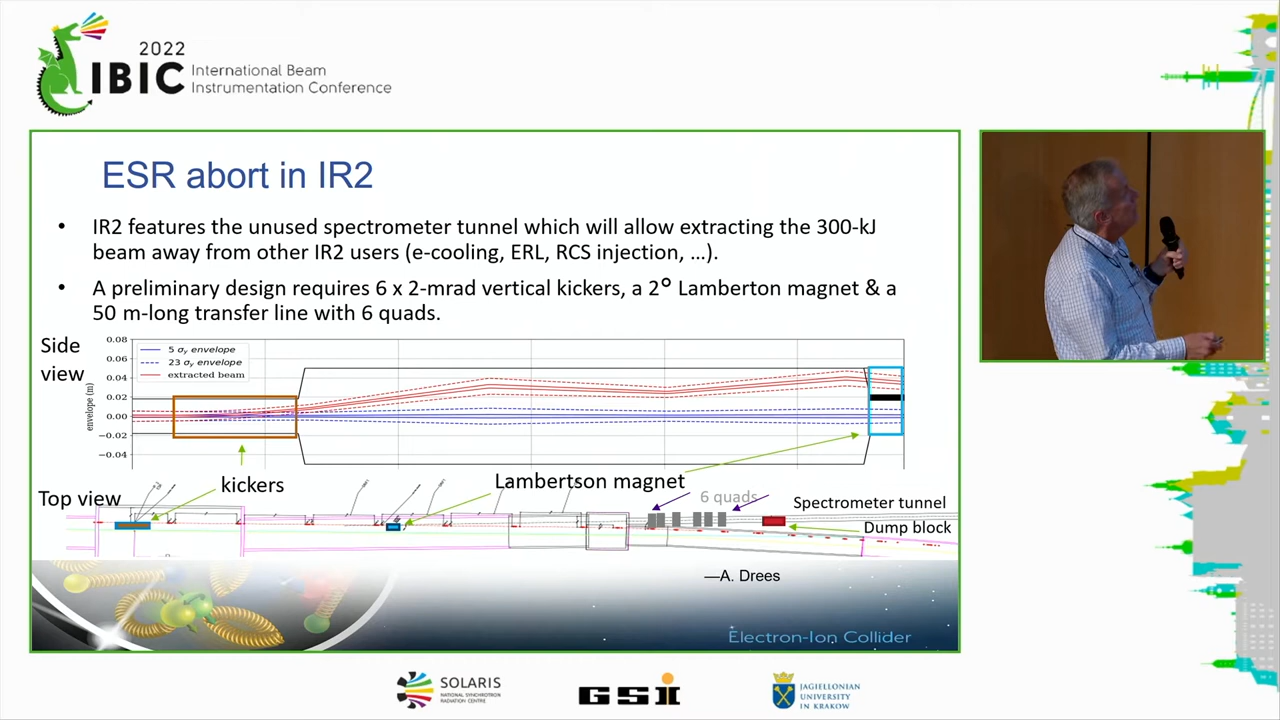 2022
IBIC
International Beam
Instrumentation Conference
ESR abort in IR2
• IR2 features the unused spectrometer tunnel which will allow extracting the 300-kJ
beam away from other IR2 users (e-cooling, ERL, RCS injection, …).
• A preliminary design requires 6 x 2-mrad vertical kickers, a 2° Lamberton magnet & a
50 m-long transfer line with 6 quads.
Side
view
envelope (m)
0.08
0.06
0.04
0.02
0.00
−0.02
−0.04
5 σy envelope
23 σy envelope
extracted beam
kickers
Lambertson magnet
Top view
6 quads
Spectrometer tunnel
Dump block
—A. Drees
Electron-Ion Collider
SOLARIS
NATIONAL SYNCHROTRON
RADIATION CENTRE
GSI
JAGIELLONIAN
UNIVERSITY
IN KRAKÓW